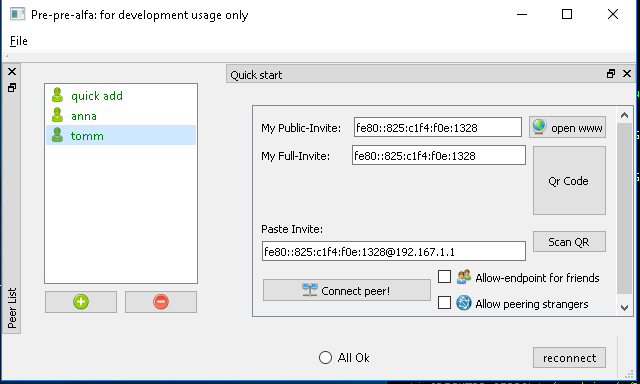 Pre-pre-alfa: for development usage only
File
Quick start
quick add
anna
tomm
Peer List
My Public-Invite:
fe80::825:c1f4:f0e:1328
open www
My Full-Invite:
fe80::825:c1f4:f0e:1328
Qr Code
Paste Invite:
Scan QR
fe80::825:c1f4:f0e:1328@192.167.1.1
Connect peer!
Allow-endpoint for friends
Allow peering strangers
All Ok
reconnect